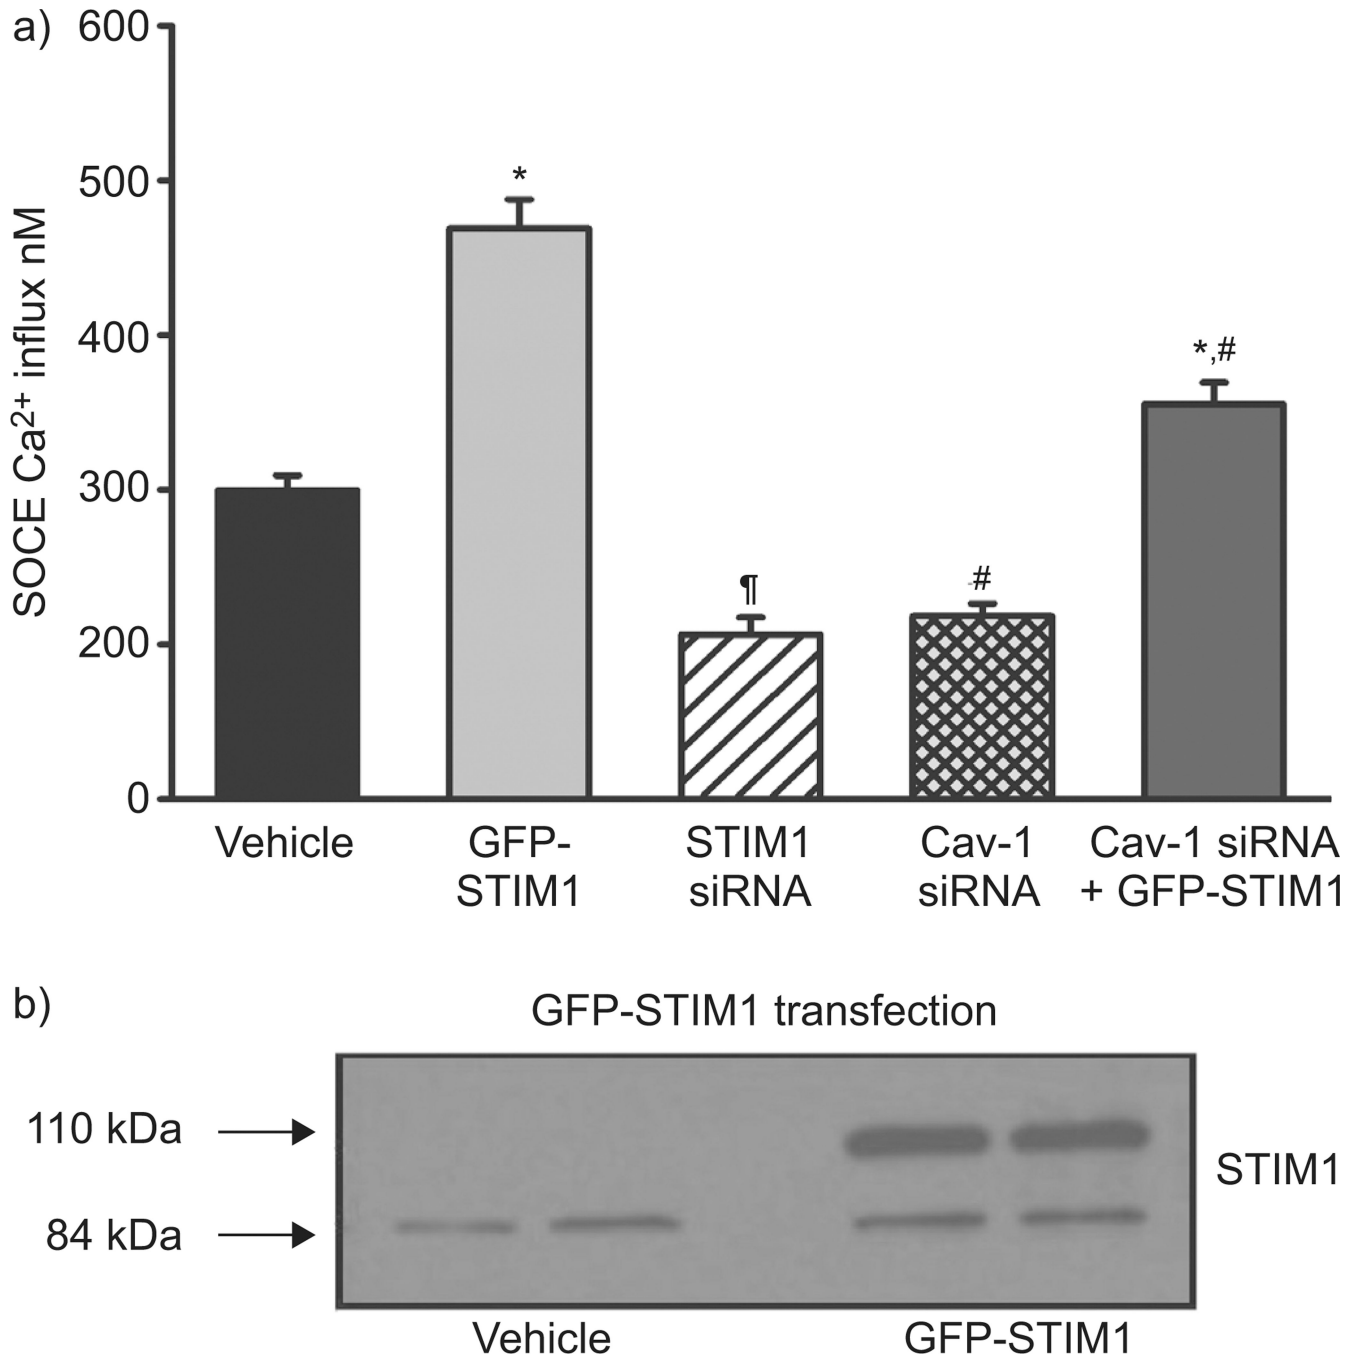 a)
600
500
400
300
200
0
SOCE Ca2+ influx nM
*
¶
#
*,#
Vehicle
GFP-
STIM1
STIM1
siRNA
Cav-1
siRNA
Cav-1 siRNA
+ GFP-STIM1
b)
GFP-STIM1 transfection
110 kDa
84 kDa
STIM1
Vehicle
GFP-STIM1